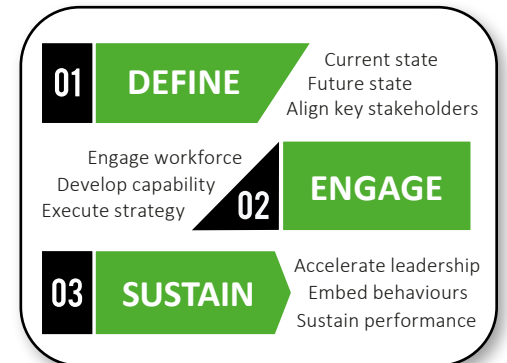 01
DEFINE
Current state
Future state
Align key stakeholders
Engage workforce
Develop capability
Execute strategy
02
ENGAGE
03
SUSTAIN
Accelerate leadership
Embed behaviours
Sustain performance